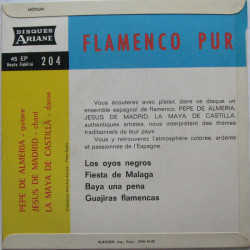 MÉDIUM
DISQUES
ARIANE
45 EP
Haute Fidélité
204
FLAMENCO PUR
PEPE DE ALMERIA - guitare
JESUS DE MADRID - chant
LA MAYA DE CASTILLA - danse
Vous écouterez avec plaisir, dans ce disque, un
ensemble espagnol de flamenco. PEPE DE ALMERIA,
JESUS DE MADRID, LA MAYA DE CASTILLA,
authentiques artistes, nous interprètent des thèmes
traditionnels de leur pays.
Vous y retrouverez l'atmosphère colorée, ardente
et passionnée de l'Espagne.
Los oyos negros
Fiesta de Malaga
Baya una pena
Guajiras flamencas